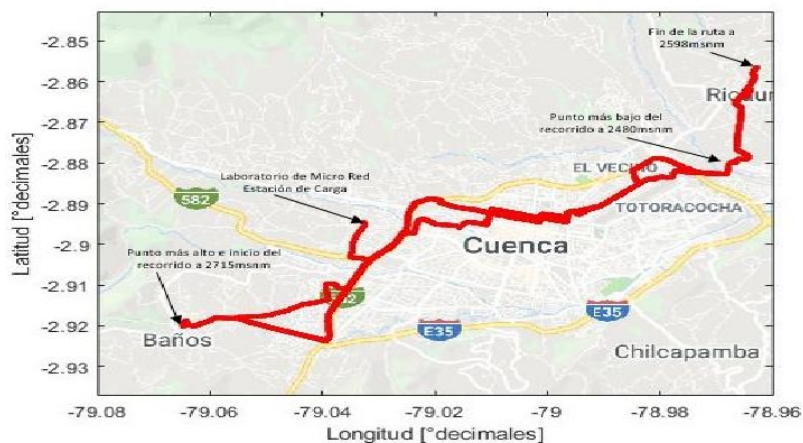 -2.85
-2.86
-2.87
-2.88
-2.89
-2.9
-2.91
-2.92
-2.93
Latitud [°decimales]
Fin de la ruta a
2598msnm
Punto más bajo del
recorrido a 2480msnm
EL VECINO
Laboratorio de Micro Red
Estación de Carga
582
TOTORACOCHA
Cuenca
Punto más alto e inicio del
recorrido a 2715msnm
Baños
E35
E35
Chilcapamba
-79.08
-79.06
-79.04
-79.02
-79
-78.98
-78.96
Longitud [°decimales]